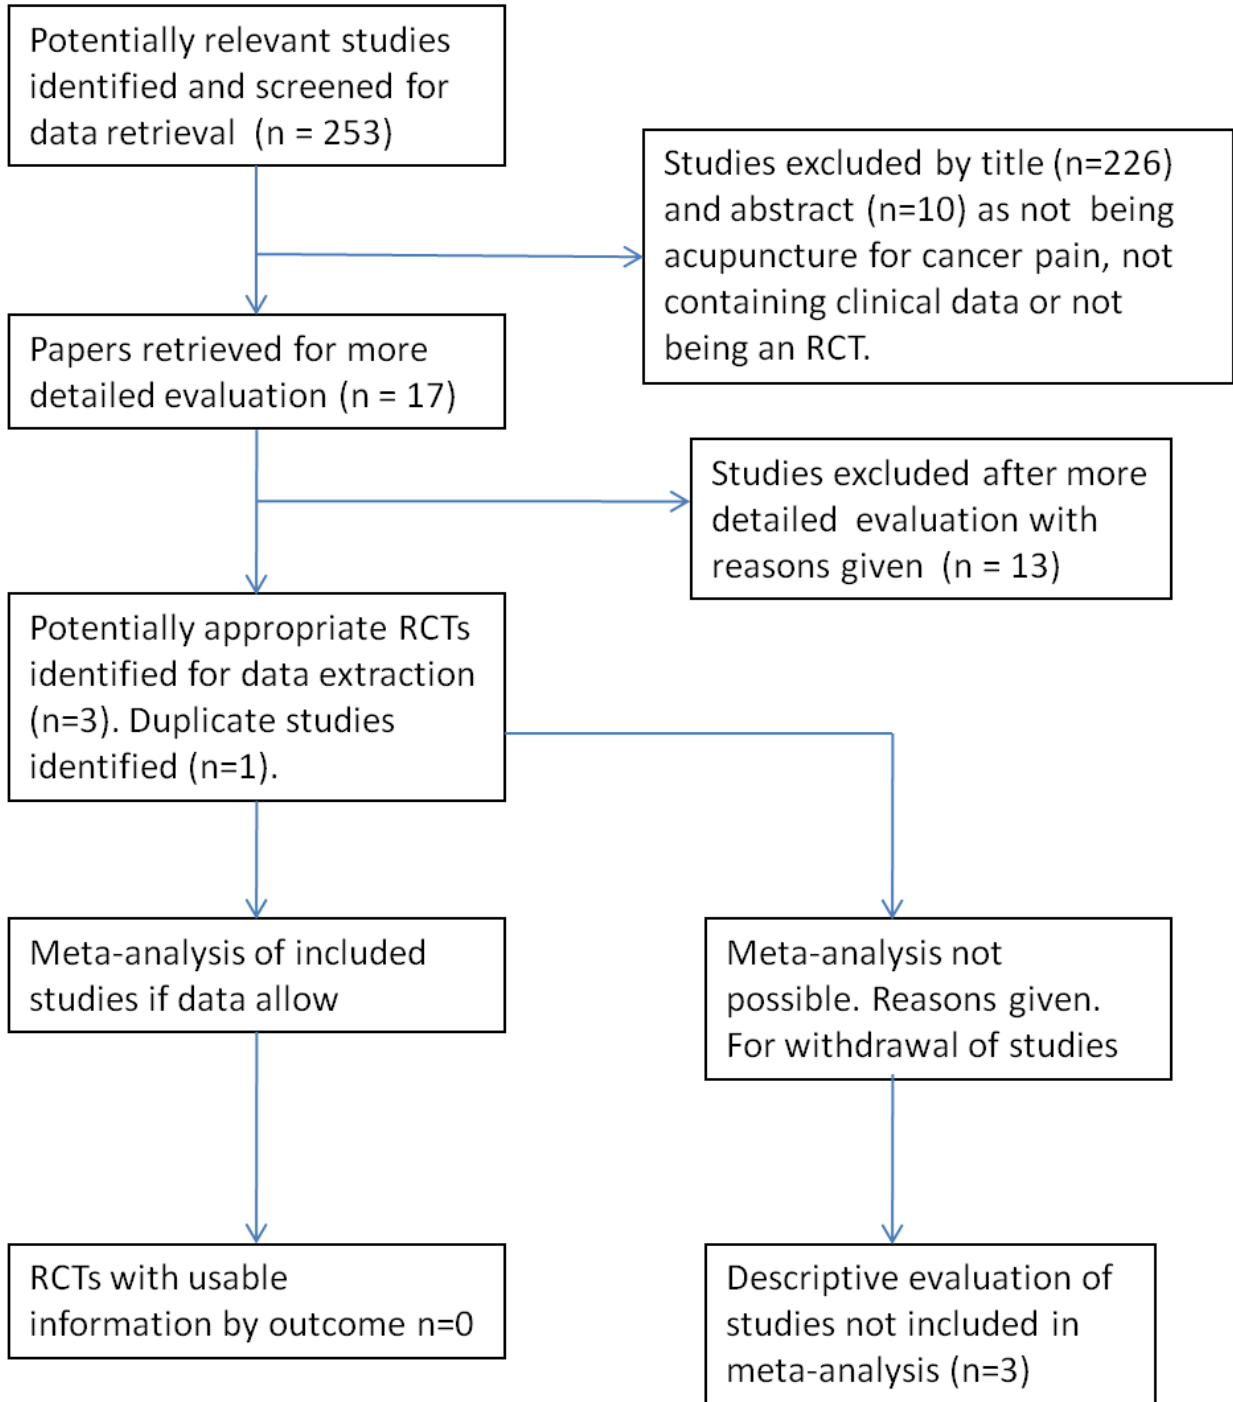 Potentially relevant studies
identified and screened for
data retrieval  (n = 253)
Studies excluded by title (n=226)
and abstract (n=10) as not  being
acupuncture for cancer pain, not
containing clinical data or not
being an RCT.
Papers retrieved for more
detailed evaluation (n = 17)
Studies excluded after more
detailed  evaluation with
reasons given  (n = 13)
Potentially appropriate RCTs
identified for data extraction
(n=3). Duplicate studies
identified (n=1).
Meta-analysis of included
studies if data allow
Meta-analysis not
possible. Reasons given.
For withdrawal of studies
RCTs with usable
information by outcome n=0
Descriptive evaluation of
studies not included in
meta-analysis (n=3)